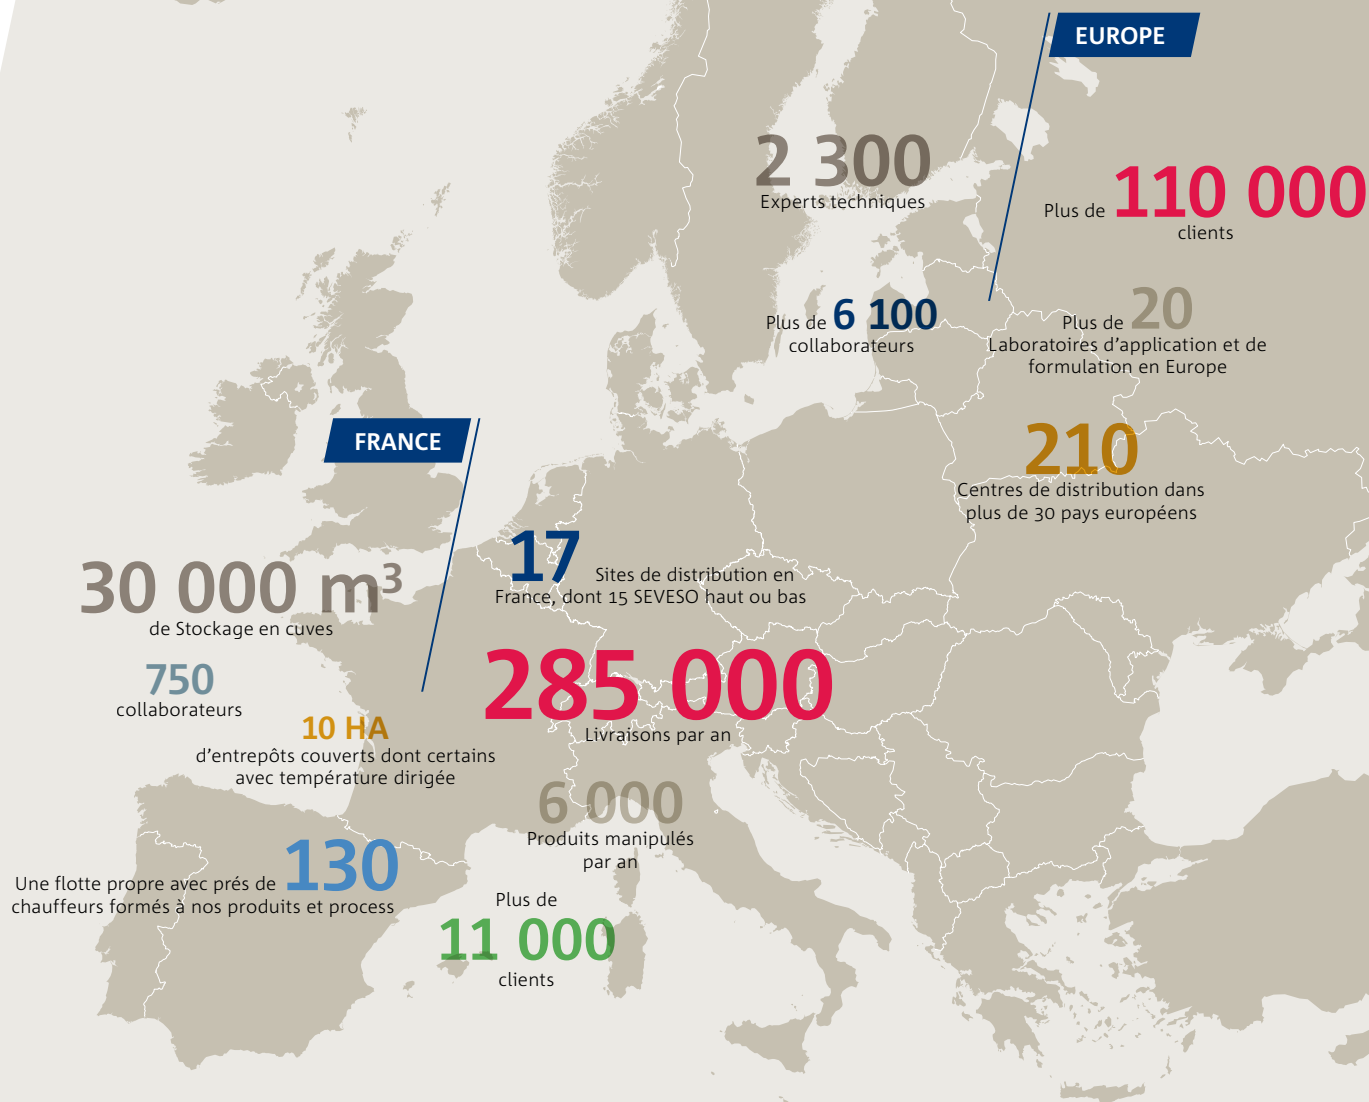 EUROPE
2 300
Experts techniques
Plus de 110 000
clients
Plus de 6 100
collaborateurs
Plus de 20
Laboratoires d’application et de
formulation en Europe
210
Centres de distribution dans
plus de 30 pays européens
FRANCE
17 Sites de distribution en
France, dont 15 SEVESO haut ou bas
30 000 m³
de Stockage en cuves
285 000
Livraisons par an
750
collaborateurs
10 HA
d’entrepôts couverts dont certains
avec température dirigée
6 000
Produits manipulés
par an
Une flotte propre avec prés de 130
chauffeurs formés à nos produits et process
Plus de
11 000
clients